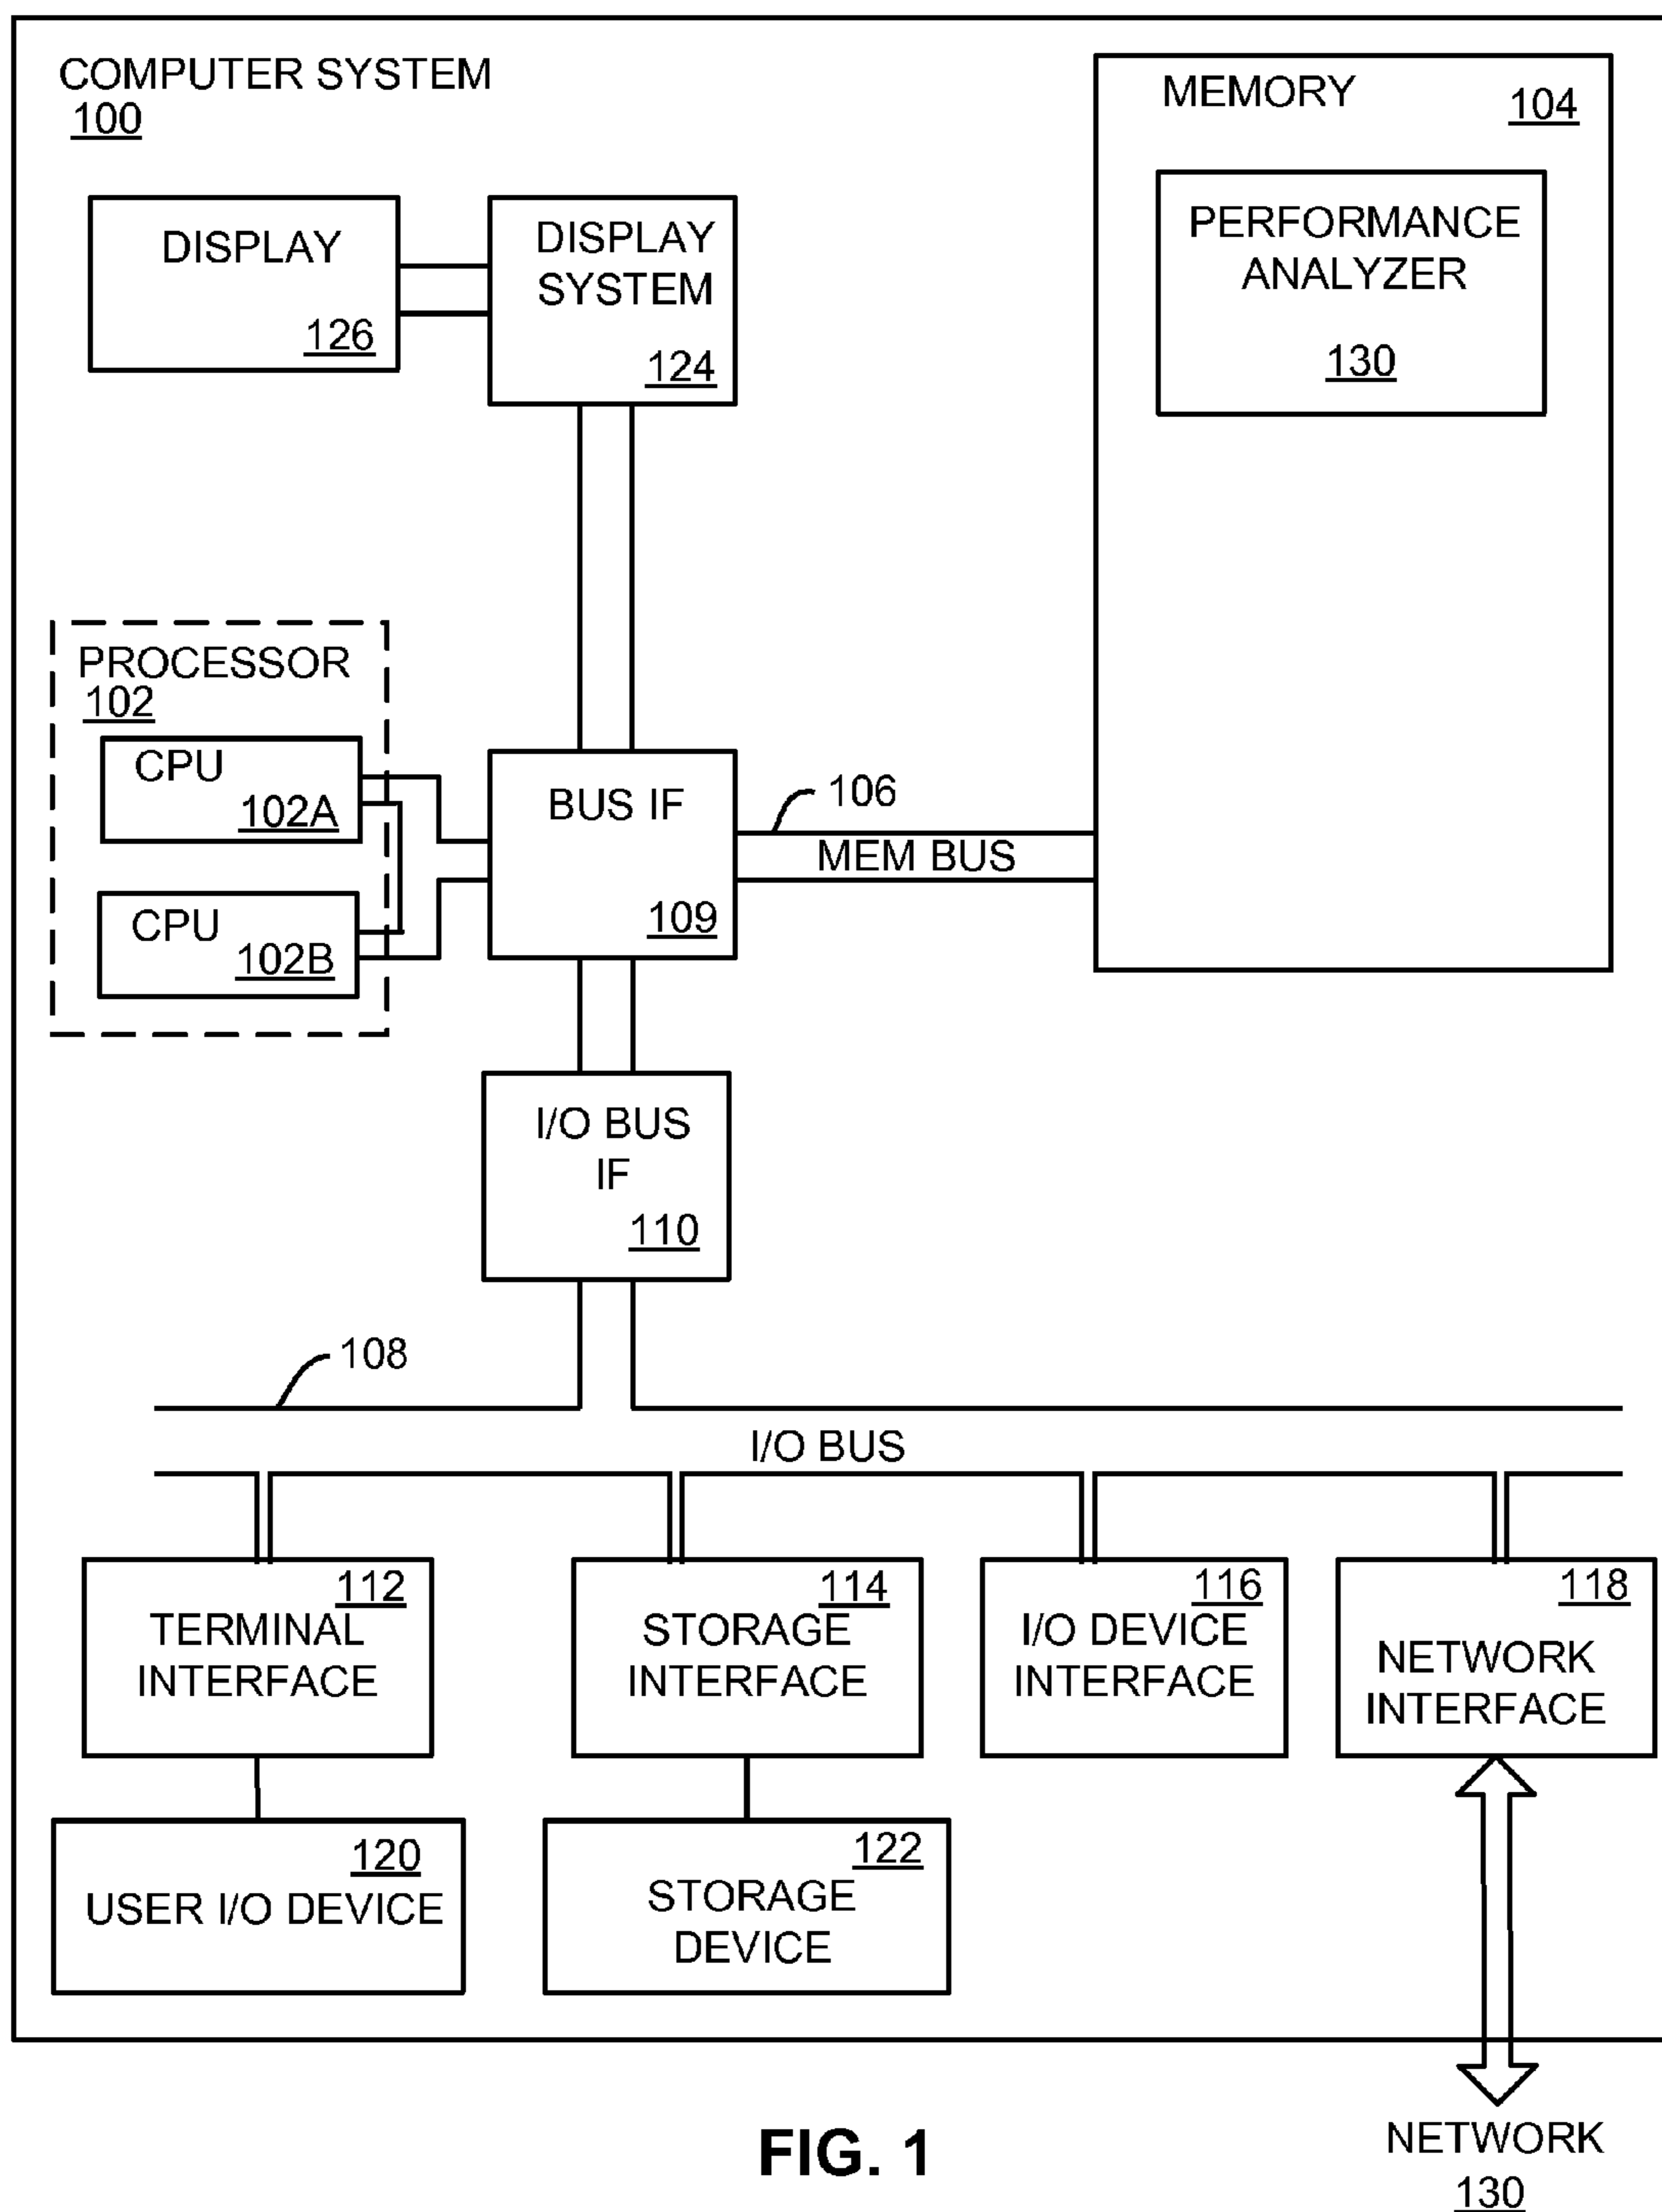 COMPUTER SYSTEM
100
MEMORY
104
PERFORMANCE
ANALYZER
130
DISPLAY
126
DISPLAY
SYSTEM
124
PROCESSOR
102
CPU
102A
CPU
102B
BUS IF
109
106
MEM BUS
I/O BUS
IF
110
108
I/O BUS
112
TERMINAL
INTERFACE
114
STORAGE
INTERFACE
116
I/O DEVICE
INTERFACE
118
NETWORK
INTERFACE
120
USER I/O DEVICE
122
STORAGE
DEVICE
NETWORK
130
FIG. 1